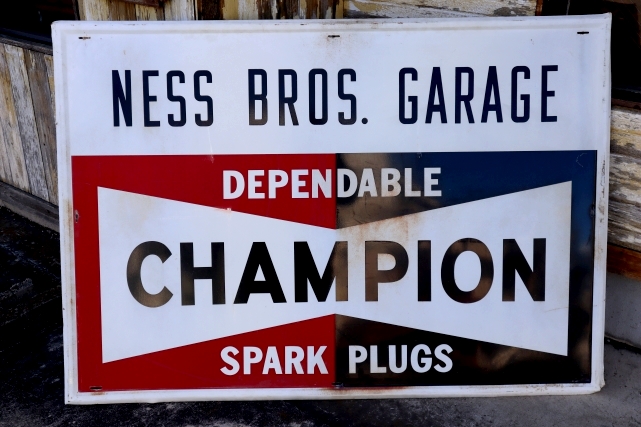 NESS BROS. GARAGE
DEPENDABLE
CHAMPION
SPARK PLUGS